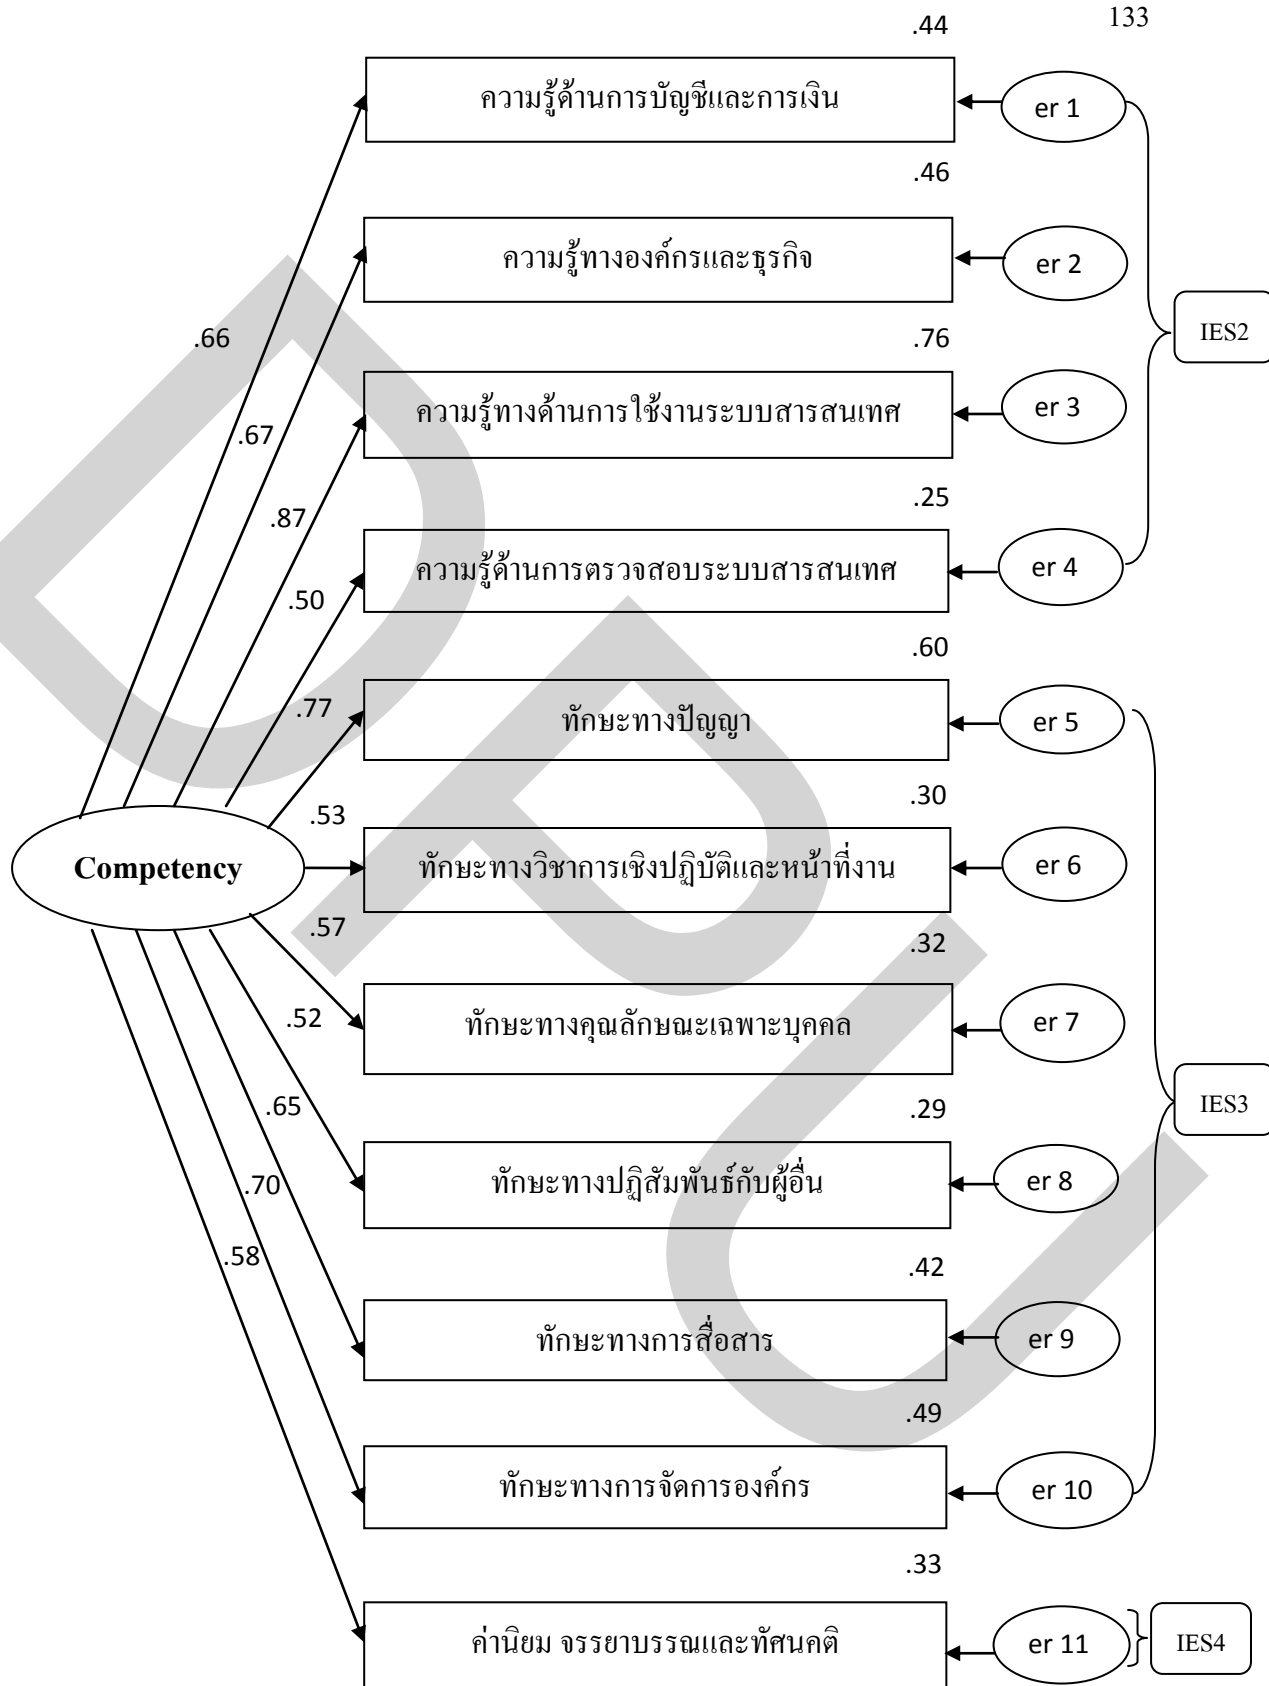 133
.44
ความรู้ด้านการบัญชีและการเงิน
er 1
.46
ความรู้ทางองค์กรและธุรกิจ
er 2
IES2
.66
.76
ความรู้ทางด้านการใช้งานระบบสารสนเทศ
er 3
.67
.25
.87
ความรู้ด้านการตรวจสอบระบบสารสนเทศ
er 4
.50
.60
.77
ทักษะทางปัญญา
er 5
.30
.53
Competency
ทักษะทางวิชาการเชิงปฏิบัติและหน้าที่งาน
er 6
.57
.32
.52
ทักษะทางคุณลักษณะเฉพาะบุคคล
er 7
.65
.29
IES3
.70
ทักษะทางปฏิสัมพันธ์กับผู้อื่น
er 8
.58
.42
ทักษะทางการสื่อสาร
er 9
.49
ทักษะทางการจัดการองค์กร
er 10
.33
ค่านิยม จรรยาบรรณและทัศนคติ
er 11
IES4
DPU